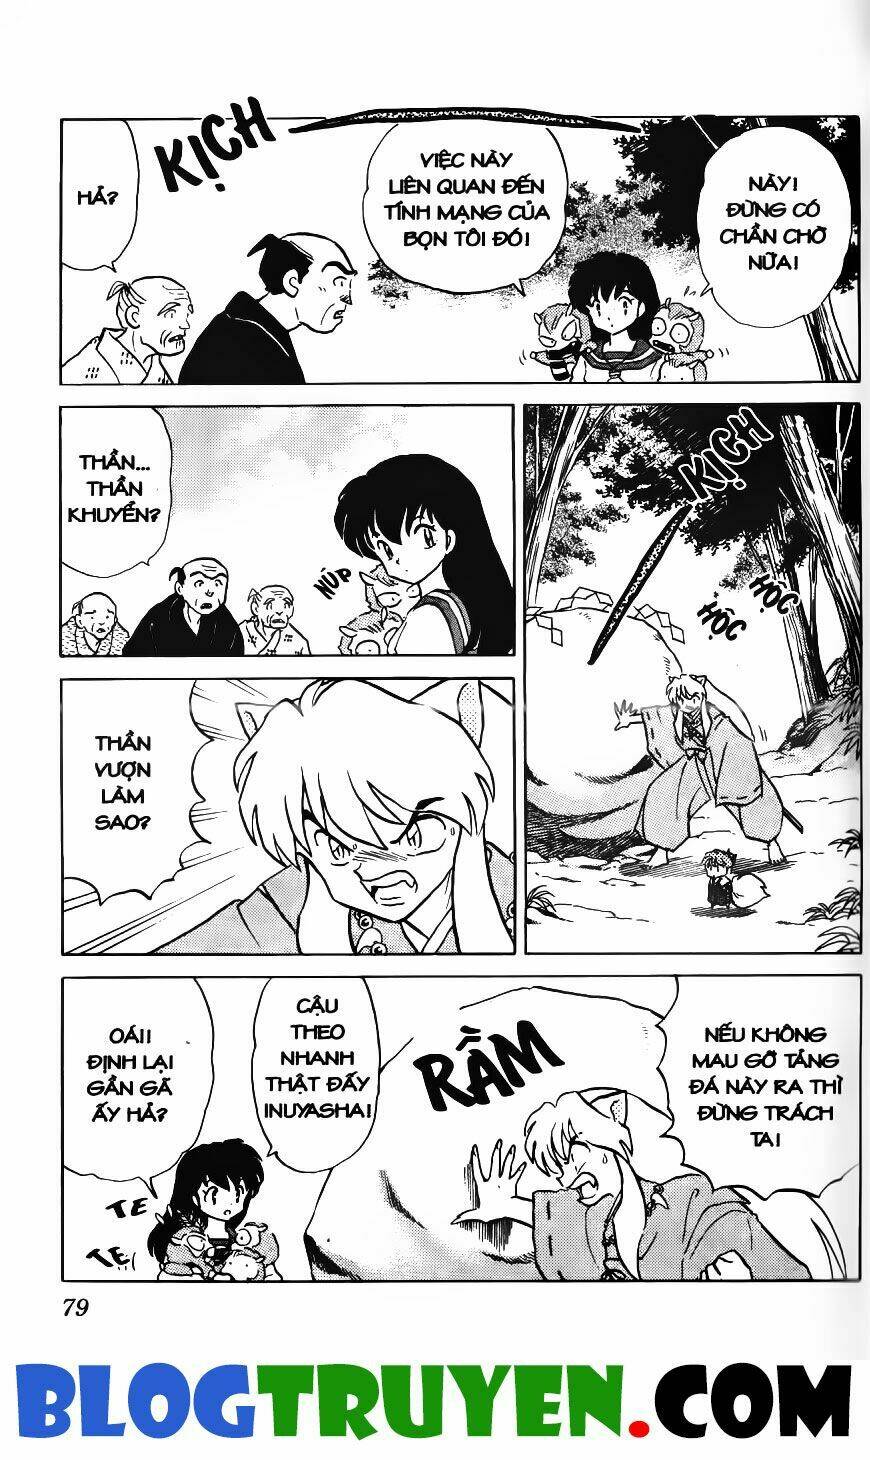 NÀY!
ĐỪNG CÓ
CHẦN CHỜ
NỮA!
VIỆC NÀY
LIÊN QUAN ĐẾN
TÍNH MẠNG CỦA
BỌN TÔI ĐÓ!
KỊCH
HẢ?
KỊCH
HỘC
HỘC
THẦN...
THẦN
KHUYỂN?
NÚP
THẦN
VƯỢN
LÀM
SAO?
NẾU KHÔNG
MAU GỠ TẢNG
ĐÁ NÀY RA THÌ
ĐỪNG TRÁCH
TA!
RẦM
CẬU
THEO
NHANH
THẬT ĐẤY
INUYASHA!
OÁI!
ĐỊNH LẠI
GẦN GÃ
ẤY HẢ?
TE
TE
79
BLOGTRUYEN.COM